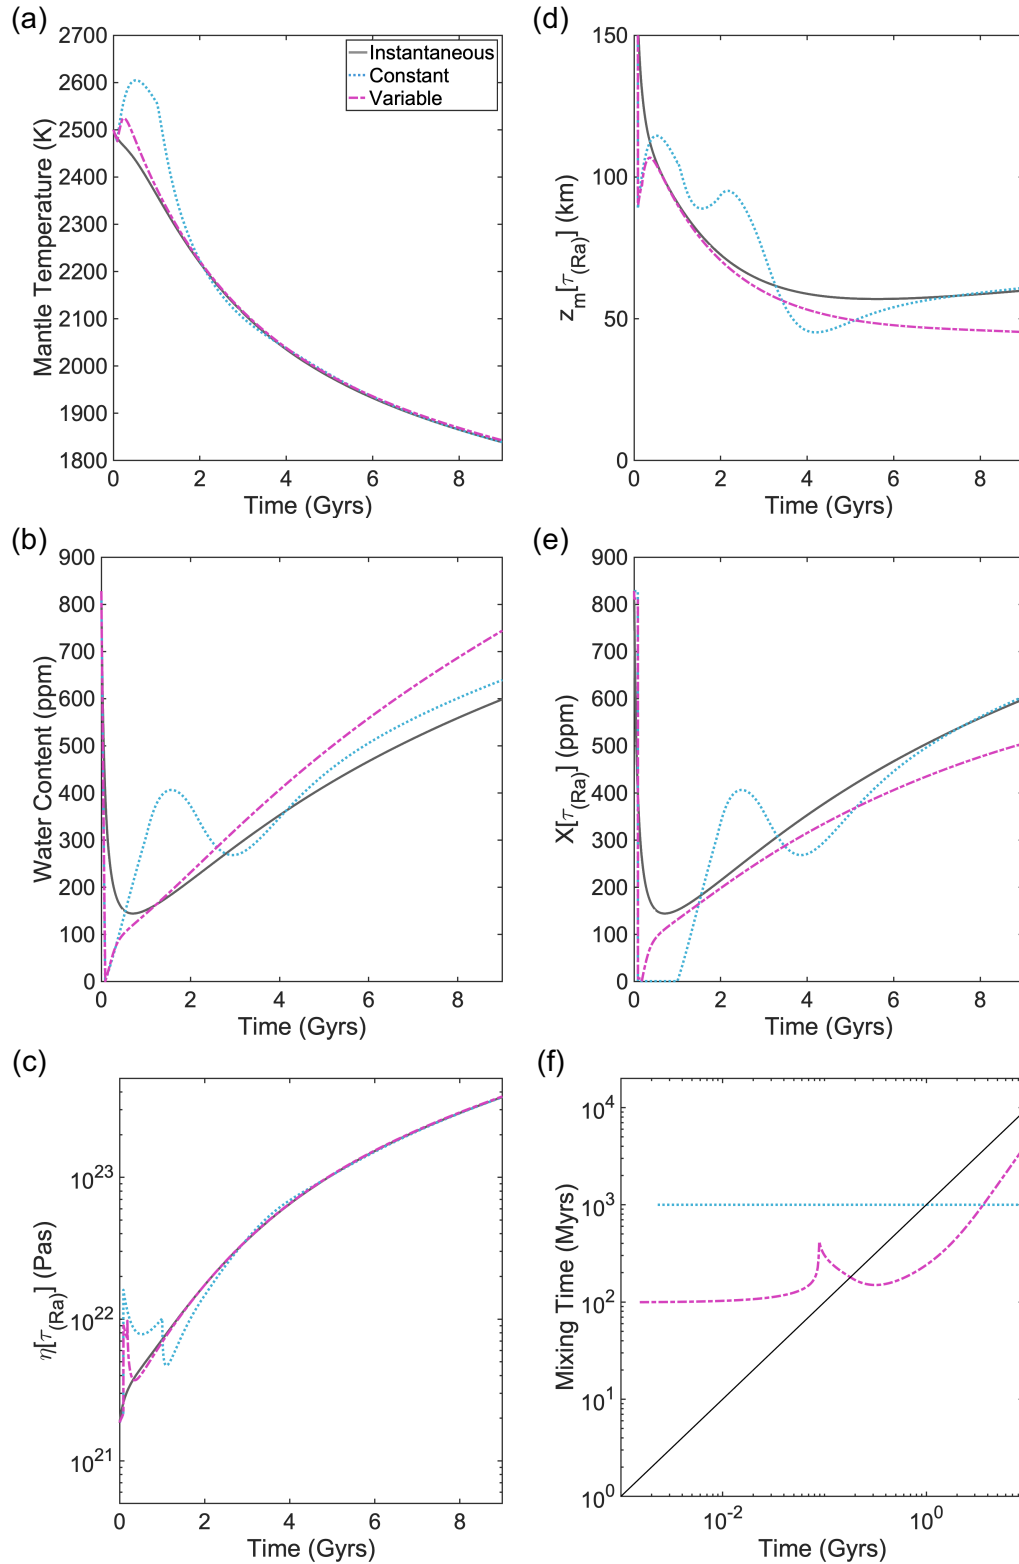 (a)
2700
2600
2500
2400
2300
2200
2100
2000
1900
1800
Mantle Temperature (K)
Instantaneous
Constant
Variable
0 2 4 6 8
Time (Gyrs)
(d)
150
100
50
0
z_m[τ_(Ra)] (km)
0 2 4 6 8
Time (Gyrs)
(b)
900
800
700
600
500
400
300
200
100
0
Water Content (ppm)
0 2 4 6 8
Time (Gyrs)
(e)
900
800
700
600
500
400
300
200
100
0
X[τ_(Ra)] (ppm)
0 2 4 6 8
Time (Gyrs)
(c)
10^23
10^22
10^21
η[τ_(Ra)] (Pas)
0 2 4 6 8
Time (Gyrs)
(f)
10^4
10^3
10^2
10^1
10^0
Mixing Time (Myrs)
10^-2 10^0
Time (Gyrs)